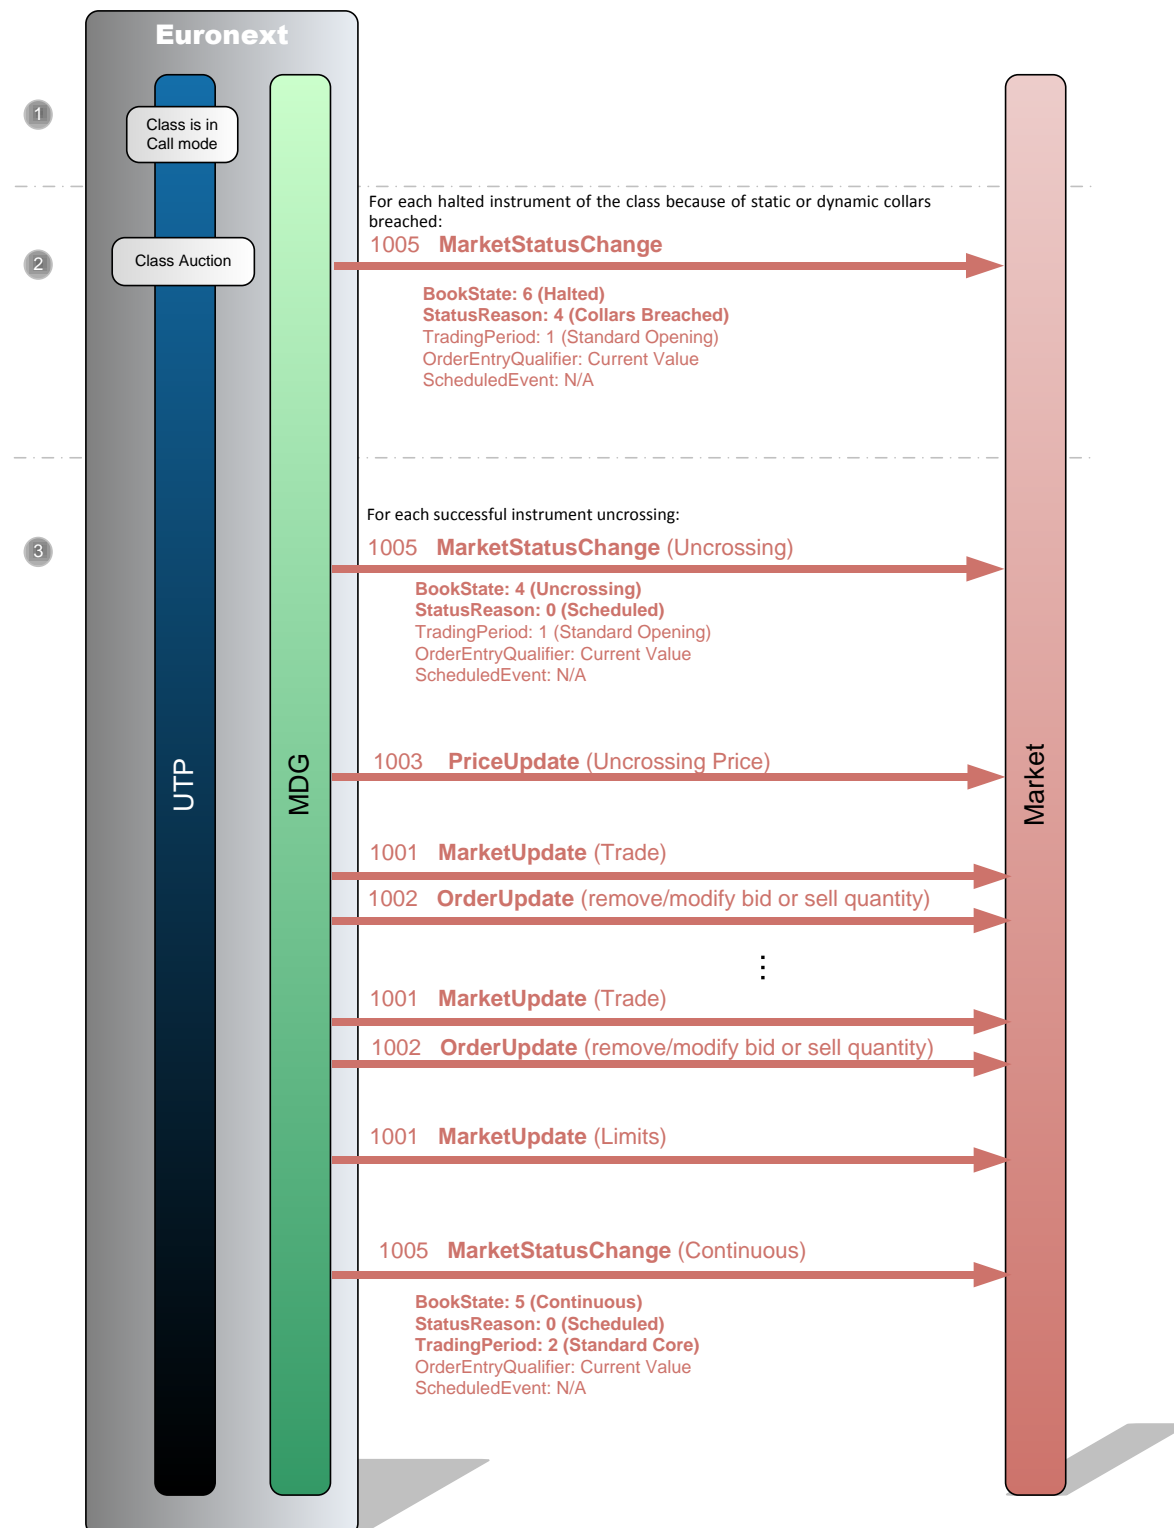 Euronext
1
Class is in
Call mode
For each halted instrument of the class because of static or dynamic collars
breached:
1005 MarketStatusChange
2
Class Auction
BookState: 6 (Halted)
StatusReason: 4 (Collars Breached)
TradingPeriod: 1 (Standard Opening)
OrderEntryQualifier: Current Value
ScheduledEvent: N/A
For each successful instrument uncrossing:
3
1005 MarketStatusChange (Uncrossing)
BookState: 4 (Uncrossing)
StatusReason: 0 (Scheduled)
TradingPeriod: 1 (Standard Opening)
OrderEntryQualifier: Current Value
ScheduledEvent: N/A
UTP
MDG
Market
1003 PriceUpdate (Uncrossing Price)
1001 MarketUpdate (Trade)
1002 OrderUpdate (remove/modify bid or sell quantity)
...
1001 MarketUpdate (Trade)
1002 OrderUpdate (remove/modify bid or sell quantity)
1001 MarketUpdate (Limits)
1005 MarketStatusChange (Continuous)
BookState: 5 (Continuous)
StatusReason: 0 (Scheduled)
TradingPeriod: 2 (Standard Core)
OrderEntryQualifier: Current Value
ScheduledEvent: N/A